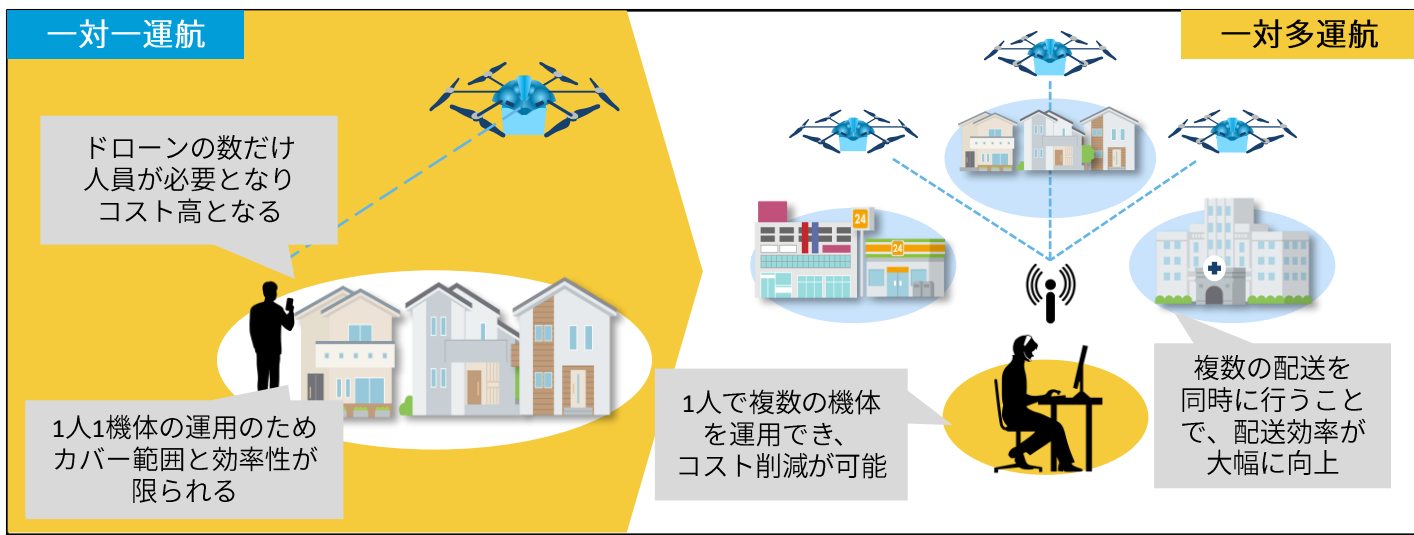 一対一運航
ドローンの数だけ
人員が必要となり
コスト高となる
1人1機体の運用のため
カバー範囲と効率性が
限られる
一対多運航
24
24
1人で複数の機体
を運用でき、
コスト削減が可能
複数の配送を
同時に行うこと
で、配送効率が
大幅に向上